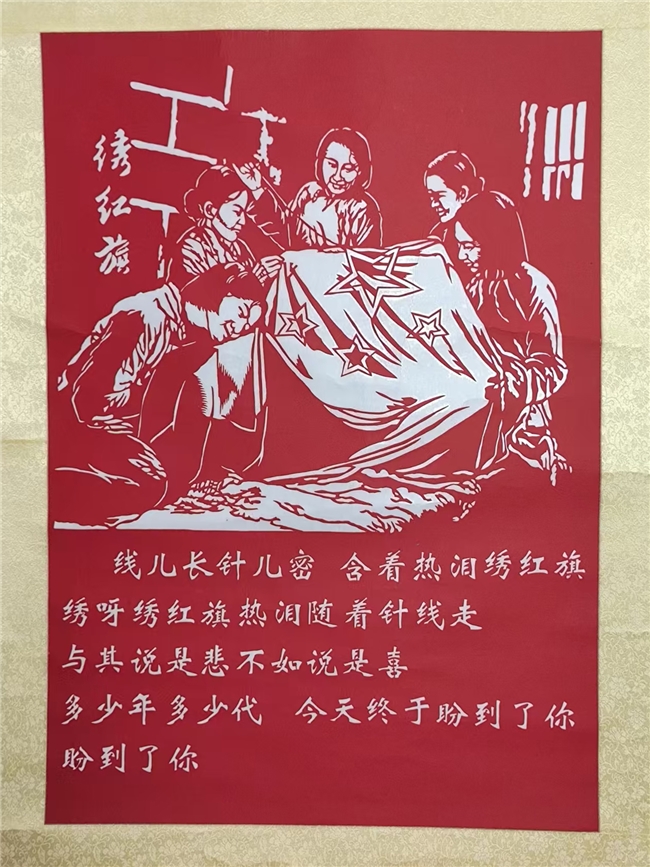 绣红旗
线儿长针儿密 含着热泪绣红旗
绣呀绣红旗热泪随着针线走
与其说是悲不如说是喜
多少年多少代 今天终于盼到了你
盼到了你